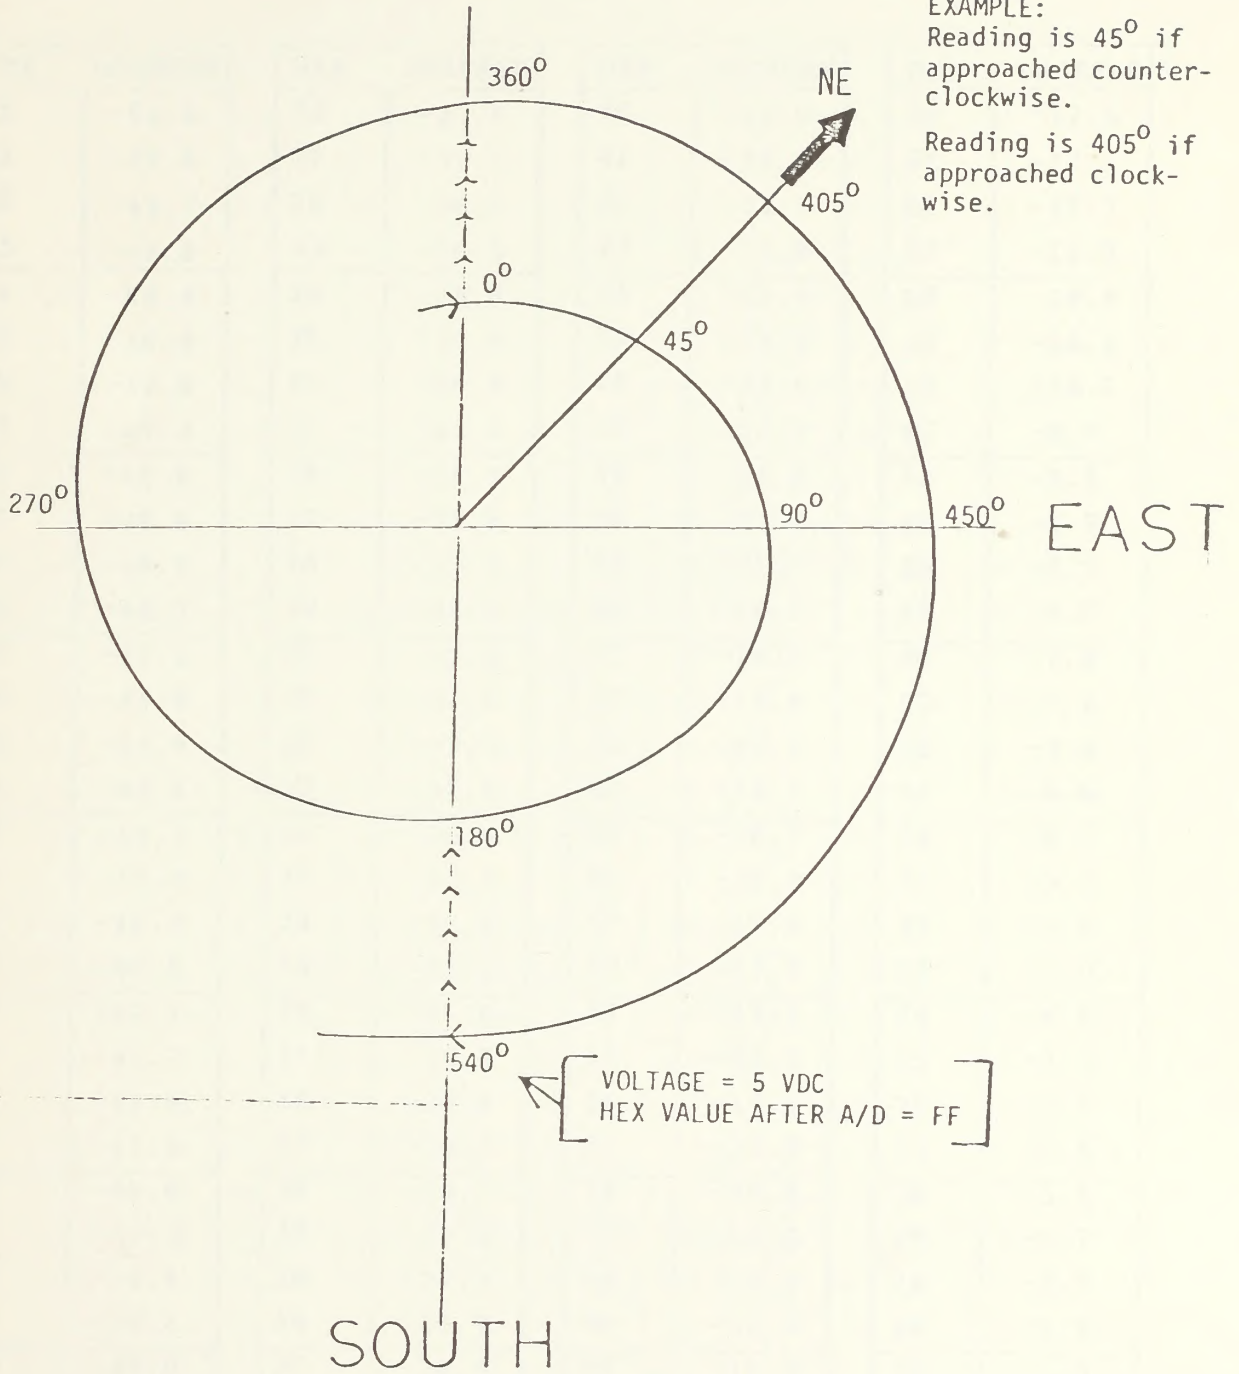 EXAMPLE:
Reading is 45° if
approached counter-
clockwise.
Reading is 405° if
approached clock-
wise.
360°
NE
405°
0°
45°
270°
90°
450°
EAST
180°
540°
VOLTAGE = 5 VDC
HEX VALUE AFTER A/D = FF
SOUTH